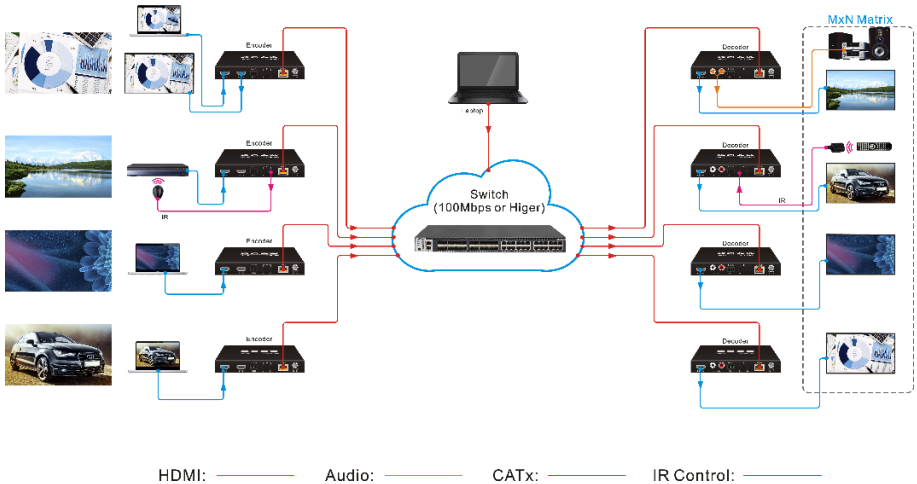 MxN Matrix
Encoder
Decoder
Laptop
Encoder
Decoder
IR
IR
Switch
(100Mbps or Higer)
Encoder
Decoder
Encoder
Decoder
HDMI:
Audio:
CATx:
IR Control: